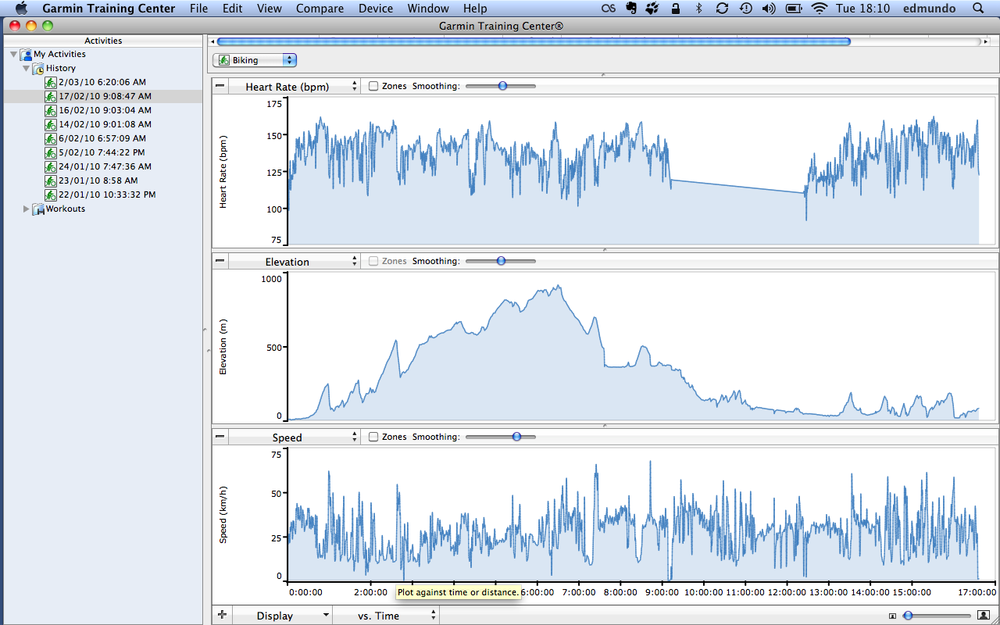 Garmin Training Center File Edit View Compare Device Window Help Tue 18:10 edmundo
Garmin Training Center®
Activities
My Activities
History
2/03/10 6:20:06 AM
17/02/10 9:08:47 AM
16/02/10 9:03:04 AM
14/02/10 9:01:08 AM
6/02/10 6:57:09 AM
5/02/10 7:44:22 PM
24/01/10 7:47:36 AM
23/01/10 8:58 AM
22/01/10 10:33:32 PM
Workouts
Biking
Heart Rate (bpm) Zones Smoothing:
Heart Rate (bpm)
175
150
125
100
75
Elevation Zones Smoothing:
Elevation (m)
1000
500
0
Speed Zones Smoothing:
Speed (km/h)
75
50
25
0
0:00:00 2:00:00 6:00:00 7:00:00 8:00:00 9:00:00 10:00:00 11:00:00 12:00:00 13:00:00 14:00:00 15:00:00 17:00:00
Plot against time or distance.
Display vs. Time